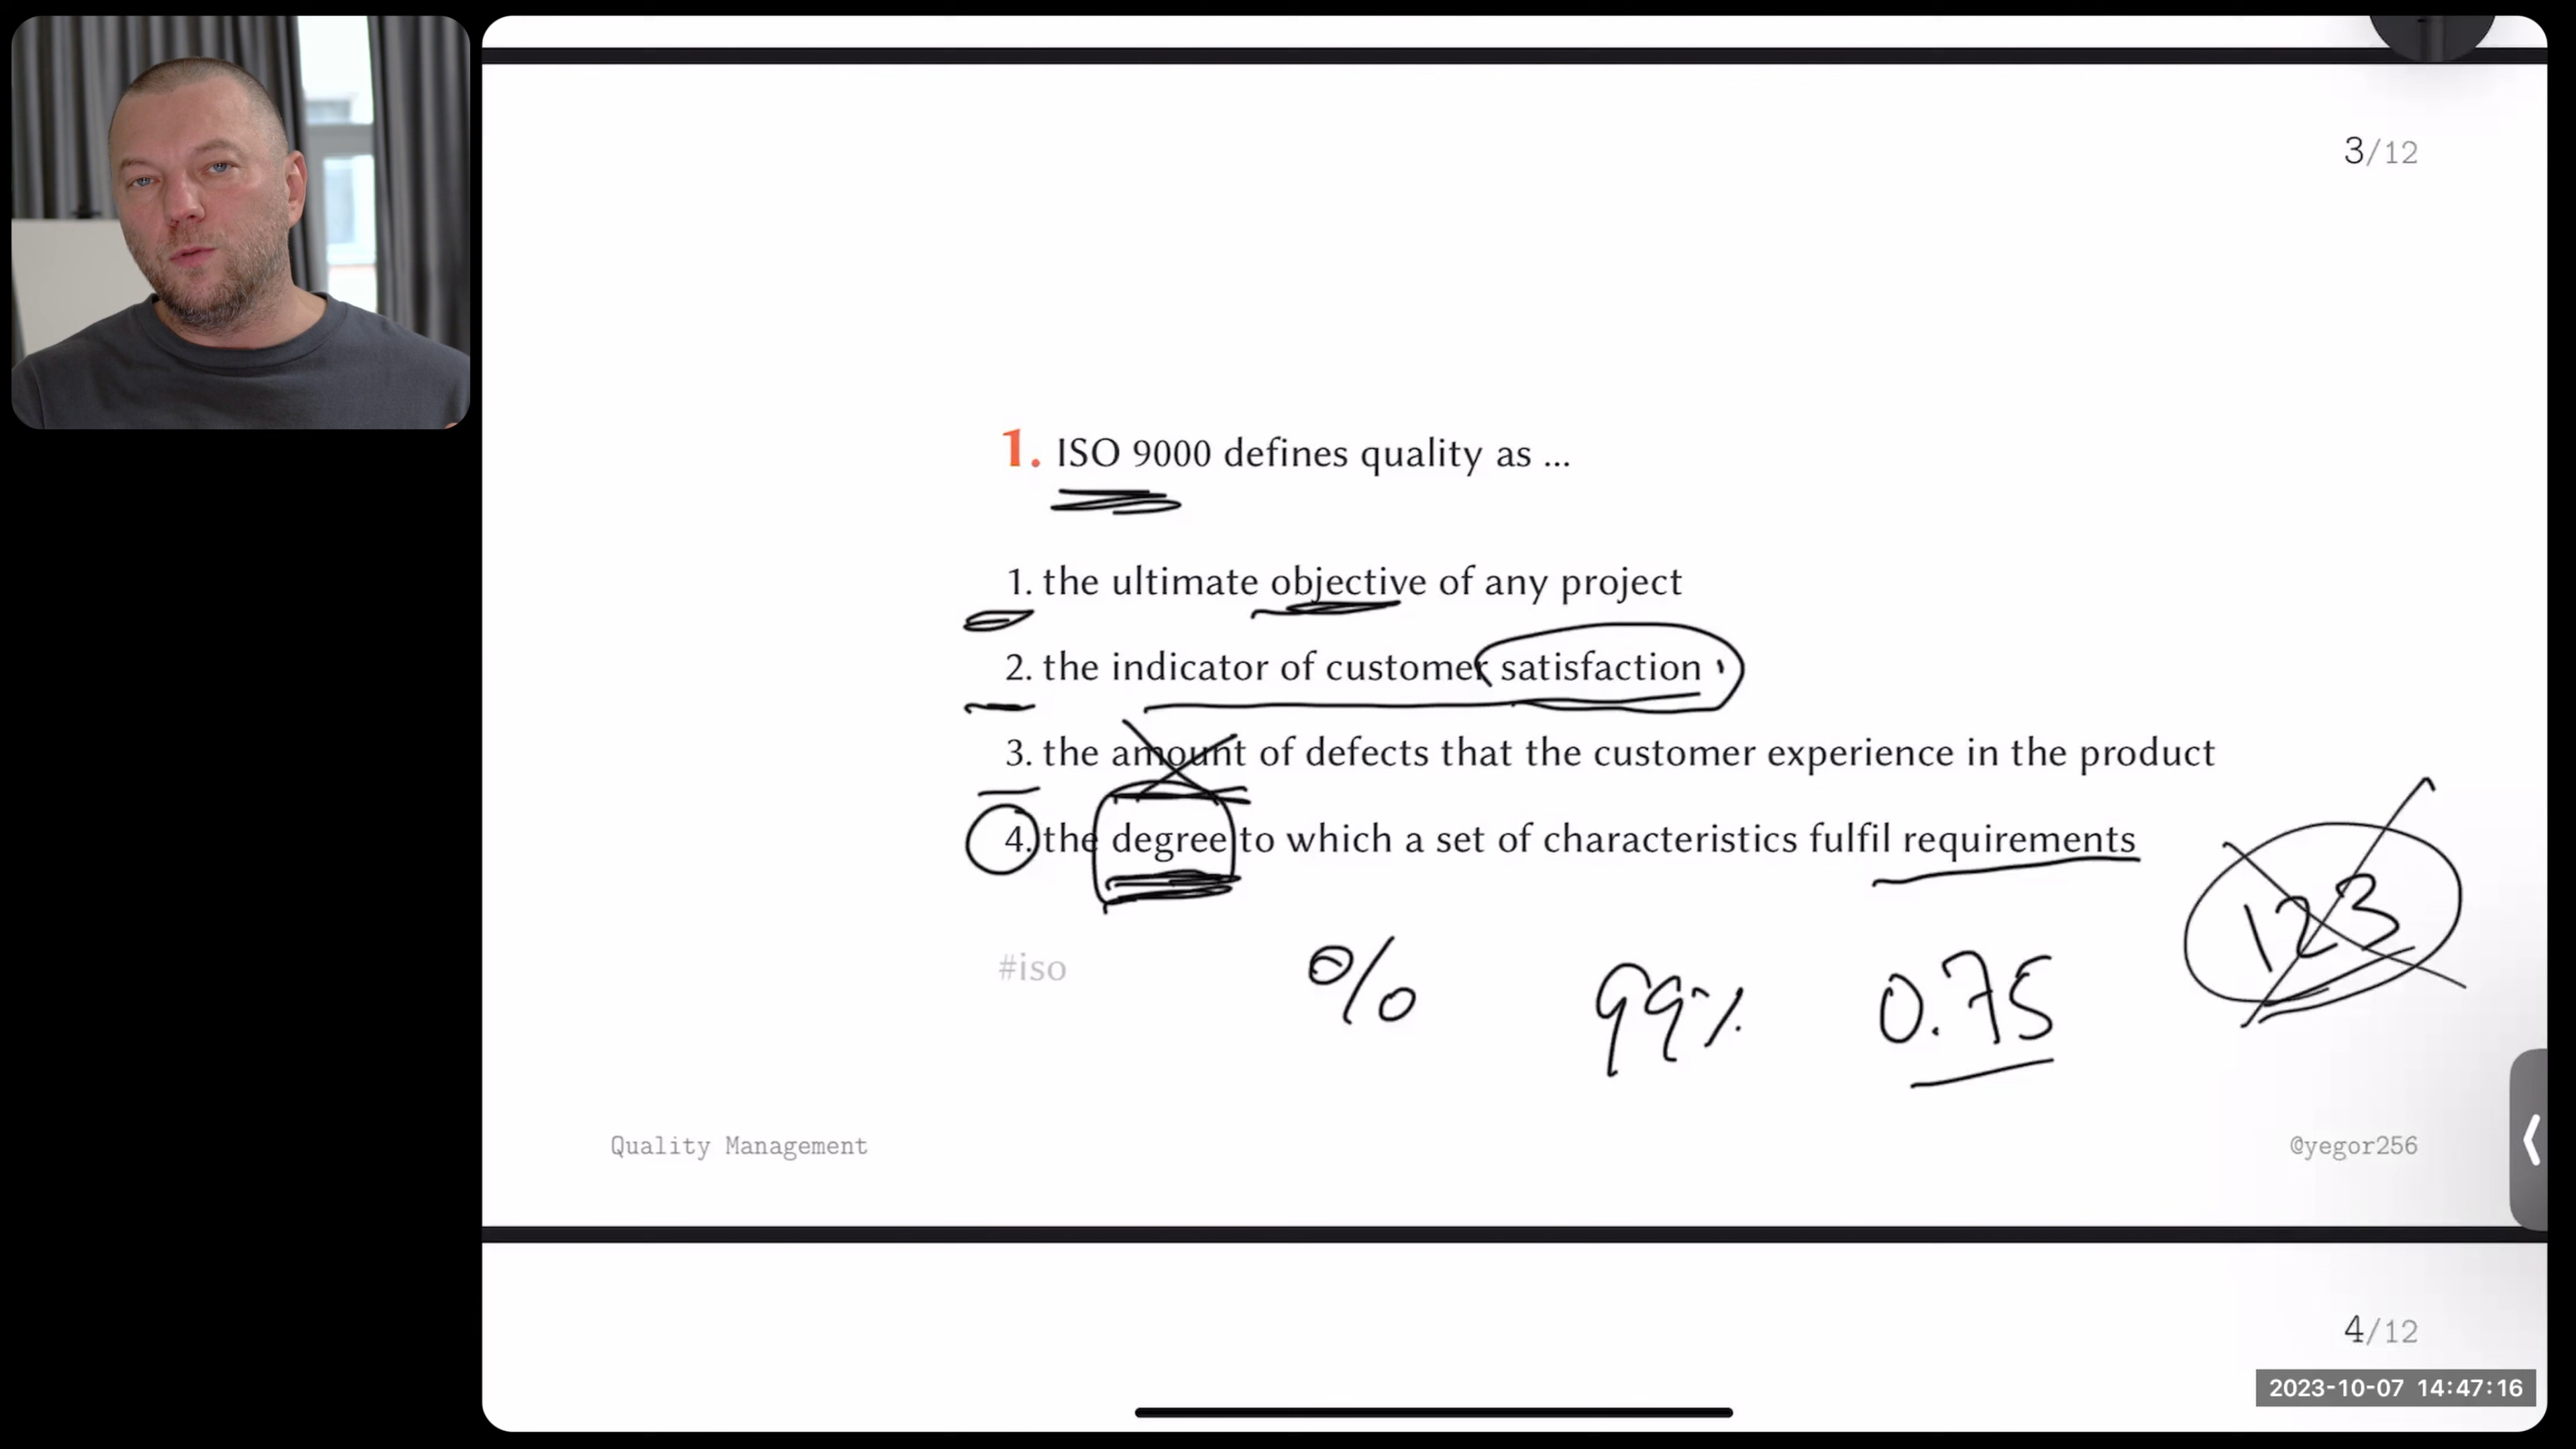 3/12
1. ISO 9000 defines quality as ...
1. the ultimate objective of any project
2. the indicator of customer satisfaction
3. the amount of defects that the customer experience in the product
4. the degree to which a set of characteristics fulfil requirements
123
#iso
%
99%
0.75
Quality Management
@yegor256
4/12
2023-10-07 14:47:16